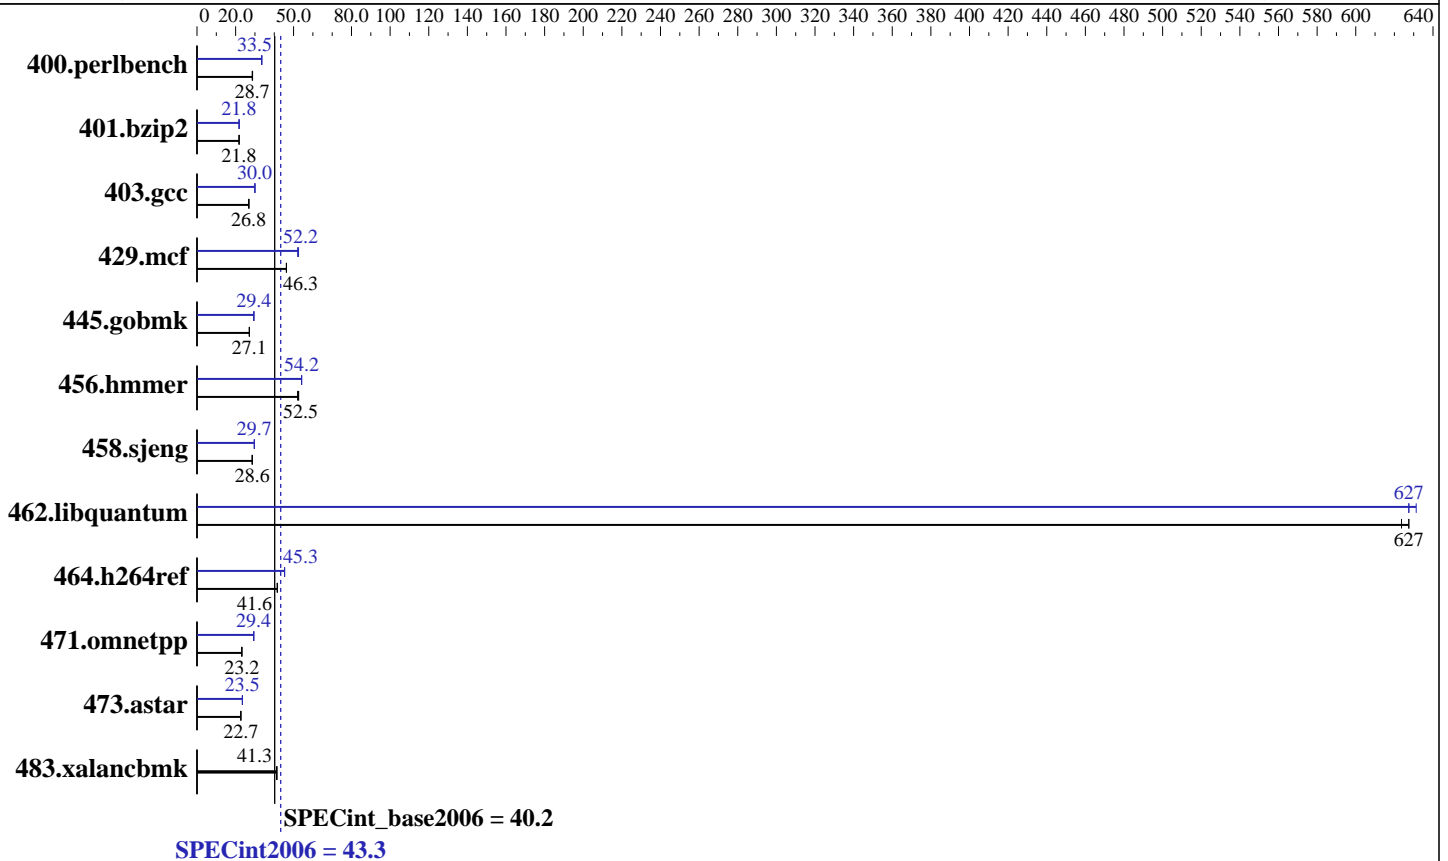 0 20.0 50.0 80.0 100 120 140 160 180 200 220 240 260 280 300 320 340 360 380 400 420 440 460 480 500 520 540 560 580 600 640
33.5
400.perlbench
28.7
21.8
401.bzip2
21.8
30.0
403.gcc
26.8
52.2
429.mcf
46.3
29.4
445.gobmk
27.1
54.2
456.hmmer
52.5
29.7
458.sjeng
28.6
627
462.libquantum
627
45.3
464.h264ref
41.6
29.4
471.omnetpp
23.2
23.5
473.astar
22.7
41.3
483.xalancbmk
SPECint_base2006 = 40.2
SPECint2006 = 43.3